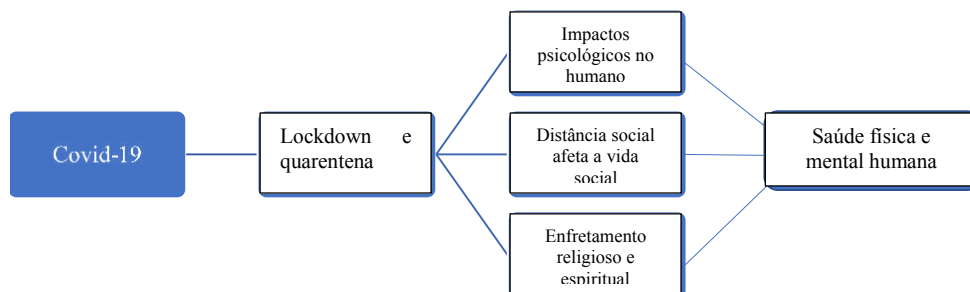 Covid-19
Lockdown e
quarentena
Impactos
psicológicos no
humano
Distância social
afeta a vida
social
Enfretamento
religioso e
espiritual
Saúde física e
mental humana